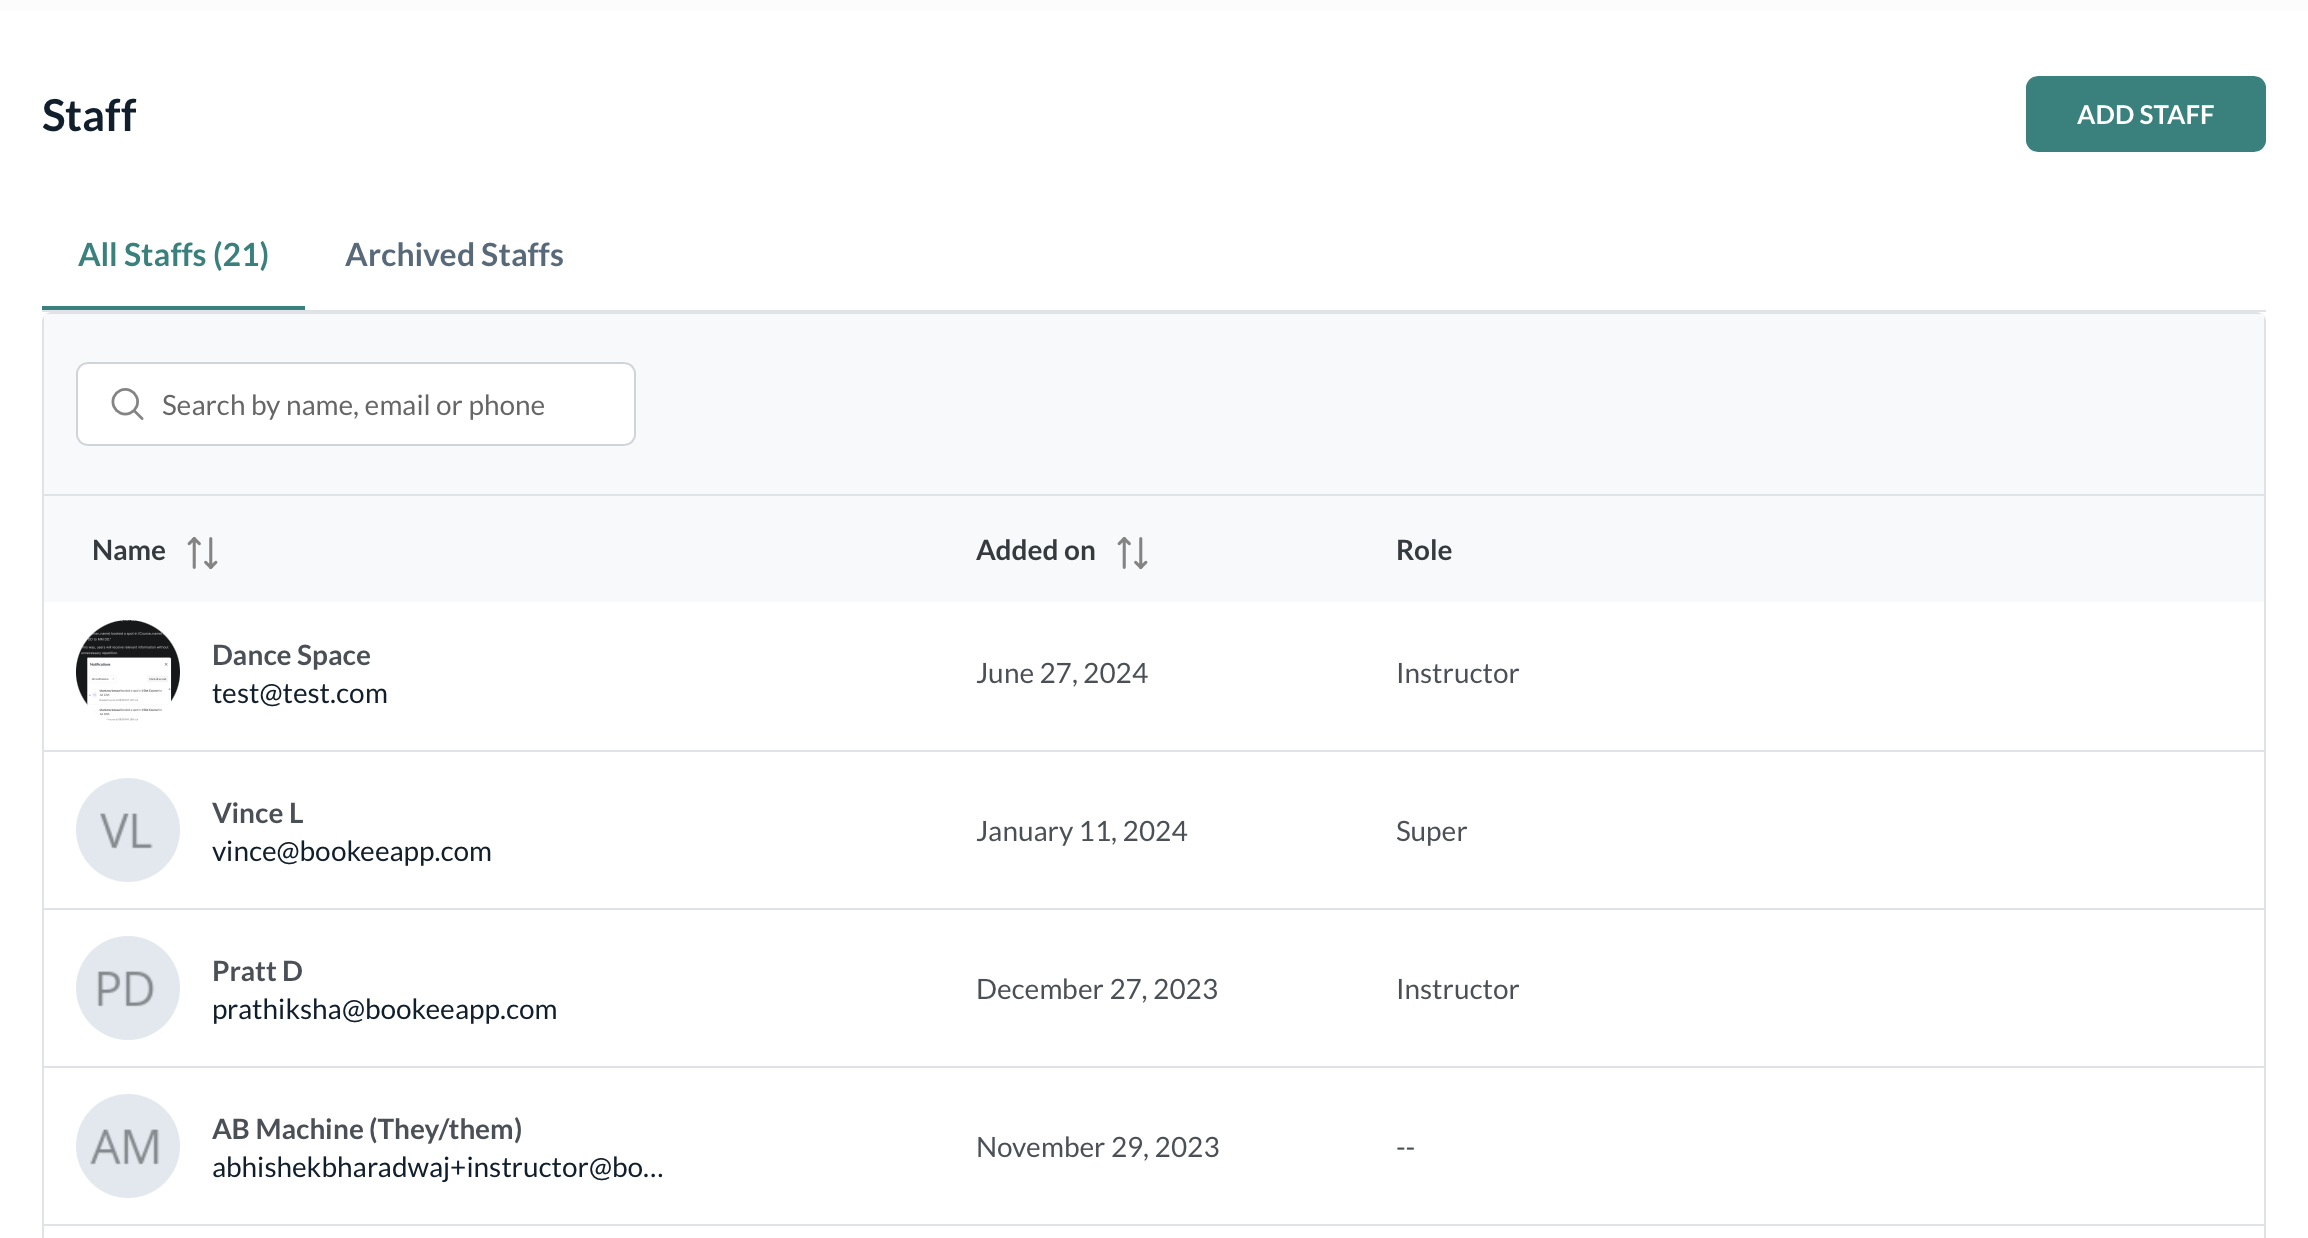 Staff
ADD STAFF
All Staffs (21) Archived Staffs
Search by name, email or phone
Name Added on Role
Dance Space
test@test.com
June 27, 2024
Instructor
VL
Vince L
vince@bookeeapp.com
January 11, 2024
Super
PD
Pratt D
prathiksha@bookeeapp.com
December 27, 2023
Instructor
AM
AB Machine (They/them)
abhishekbharadwaj+instructor@bo...
November 29, 2023
--